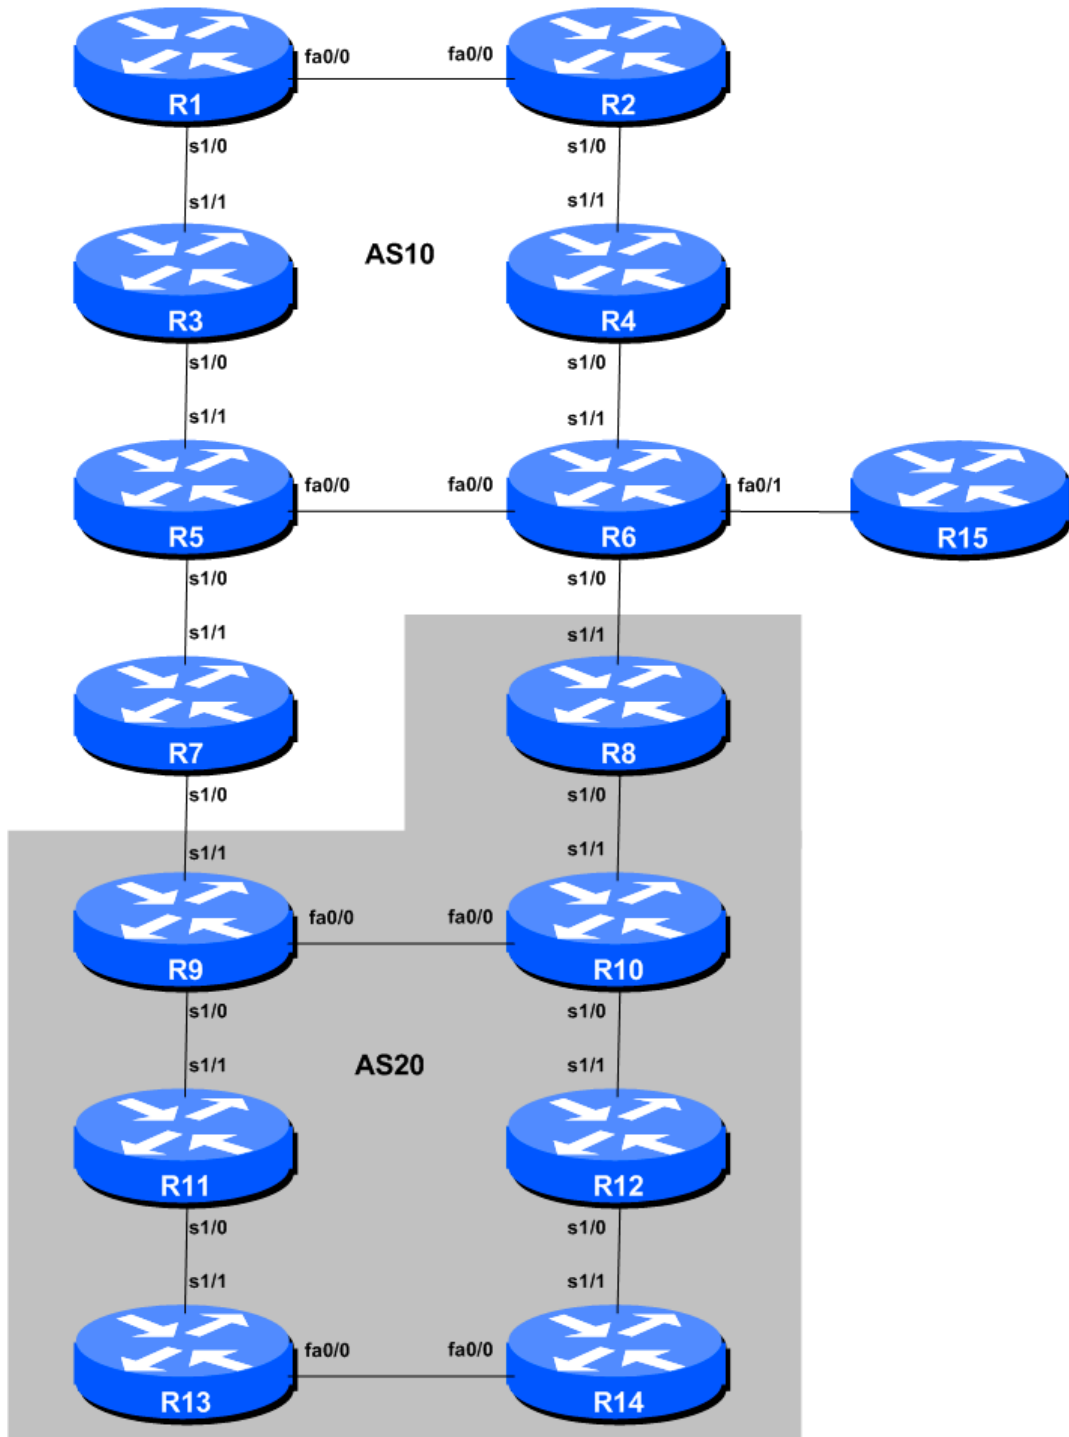 fa0/0 fa0/0
R1 R2
s1/0 s1/0
s1/1 s1/1
AS10
R3 R4
s1/0 s1/0
s1/1 s1/1
fa0/0 fa0/0 fa0/1
R5 R6 R15
s1/0 s1/0
s1/1 s1/1
R7 R8
s1/0 s1/0
s1/1 s1/1
fa0/0 fa0/0
R9 R10
s1/0 s1/0
s1/1 AS20 s1/1
R11 R12
s1/0 s1/0
s1/1 s1/1
fa0/0 fa0/0
R13 R14